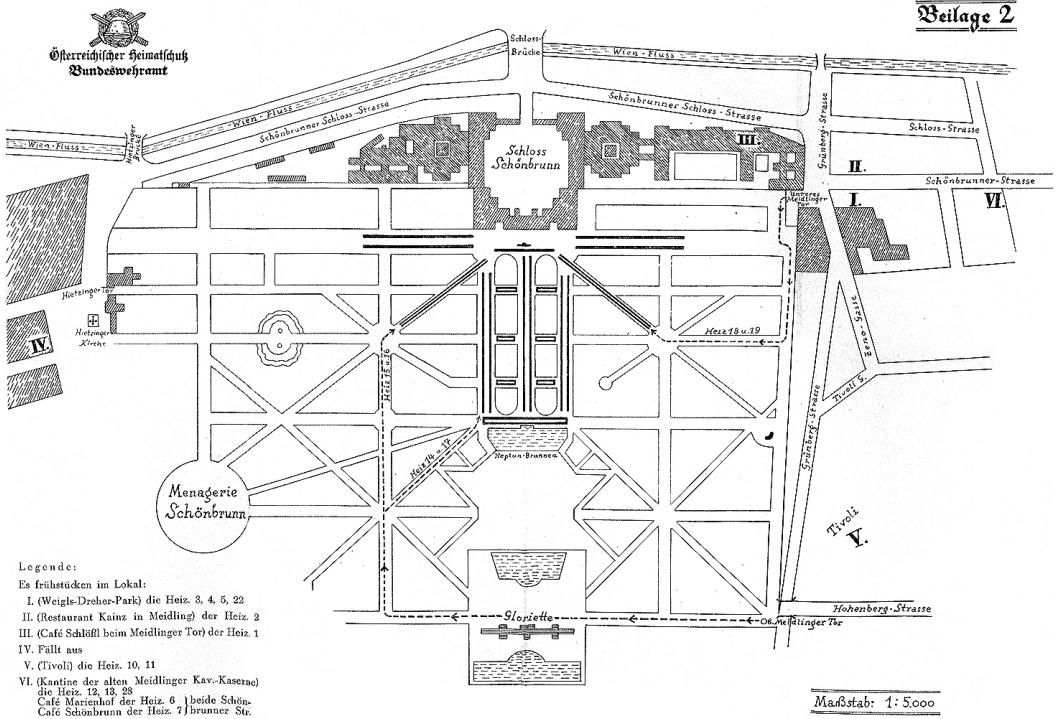 Beilage 2
Österreichischer Heimatschutz
Bundeswehramt
Schloss-
Brücke
Wien-Fluss
Wien-Fluss
Wien-Fluss
Hietzinger
Brücke
Schönbrunner Schloss-Strasse
Schönbrunner Schloss-Strasse
Grünberg-Strasse
Schloss-Strasse
Schloss
Schönbrunn
III.
II.
Schönbrunner-Strasse
Unteres
Meidlinger
Tor
I.
VI.
Hietzinger Tor
Hietzinger
Kirche
IV.
Heiz 15 u. 16
Heiz 18 u. 19
Zeno-Gasse
Tivoli G.
Grünberg-Strasse
Heiz 14 u. 17
Neptun-Brunnen
Menagerie
Schönbrunn
Tivoli
V.
Gloriette
Ob. Meidlinger Tor
Hohenberg-Strasse
Legende:
Es frühstücken im Lokal:
I. (Weigls-Dreher-Park) die Heiz. 3, 4, 5, 22
II. (Restaurant Kainz in Meidling) der Heiz. 2
III. (Café Schlößl beim Meidlinger Tor) der Heiz. 1
IV. Fällt aus
V. (Tivoli) die Heiz. 10, 11
VI. (Kantine der alten Meidlinger Kav.-Kaserne)
die Heiz. 12, 13, 28
Café Marienhof der Heiz. 6 } beide Schön-
Café Schönbrunn der Heiz. 7 } brunner Str.
Maßstab: 1:5.000